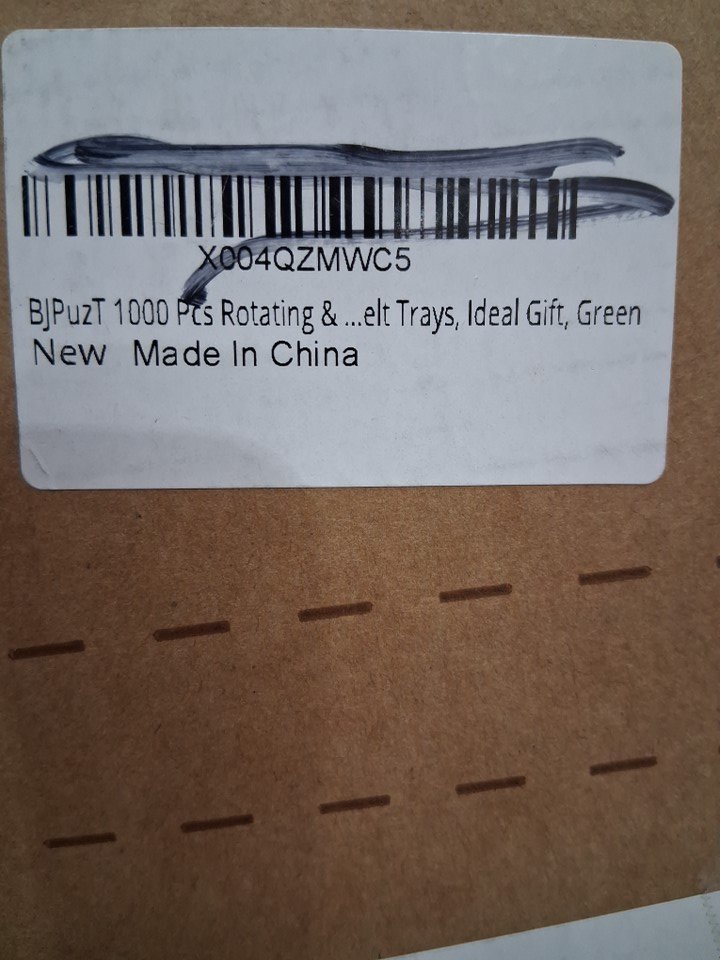 X004QZMWC5
BJPuzT 1000 Pcs Rotating & ...elt Trays, Ideal Gift, Green
New Made In China